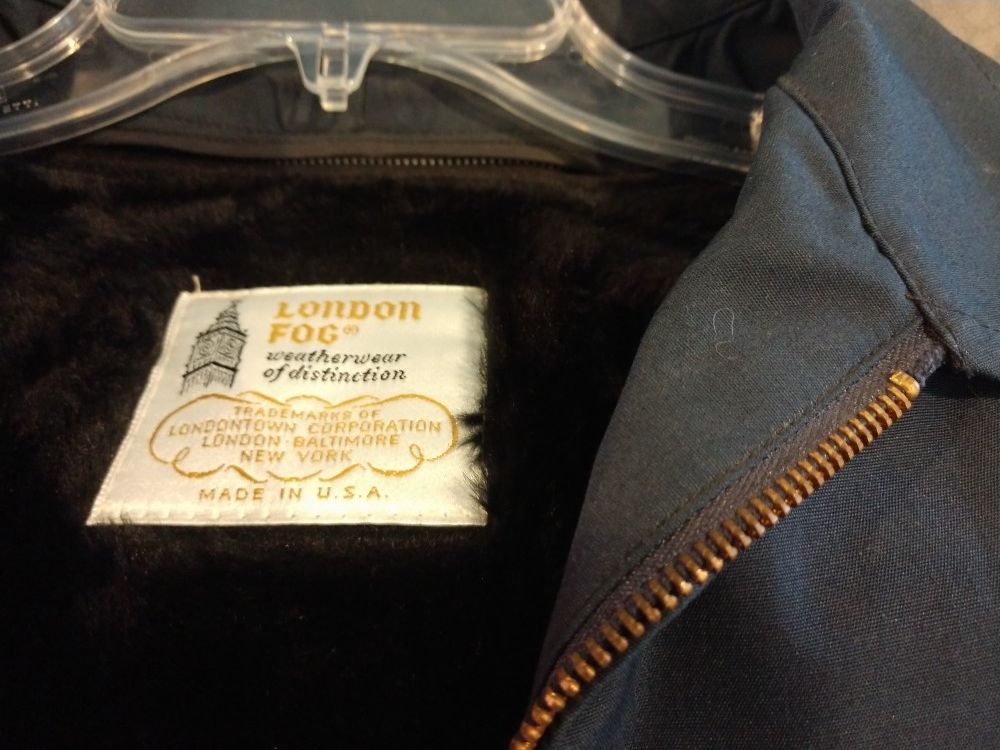 LONDON
FOG®
weatherwear
of distinction
TRADEMARKS OF
LONDONTOWN CORPORATION
LONDON · BALTIMORE
NEW YORK
MADE IN U.S.A.